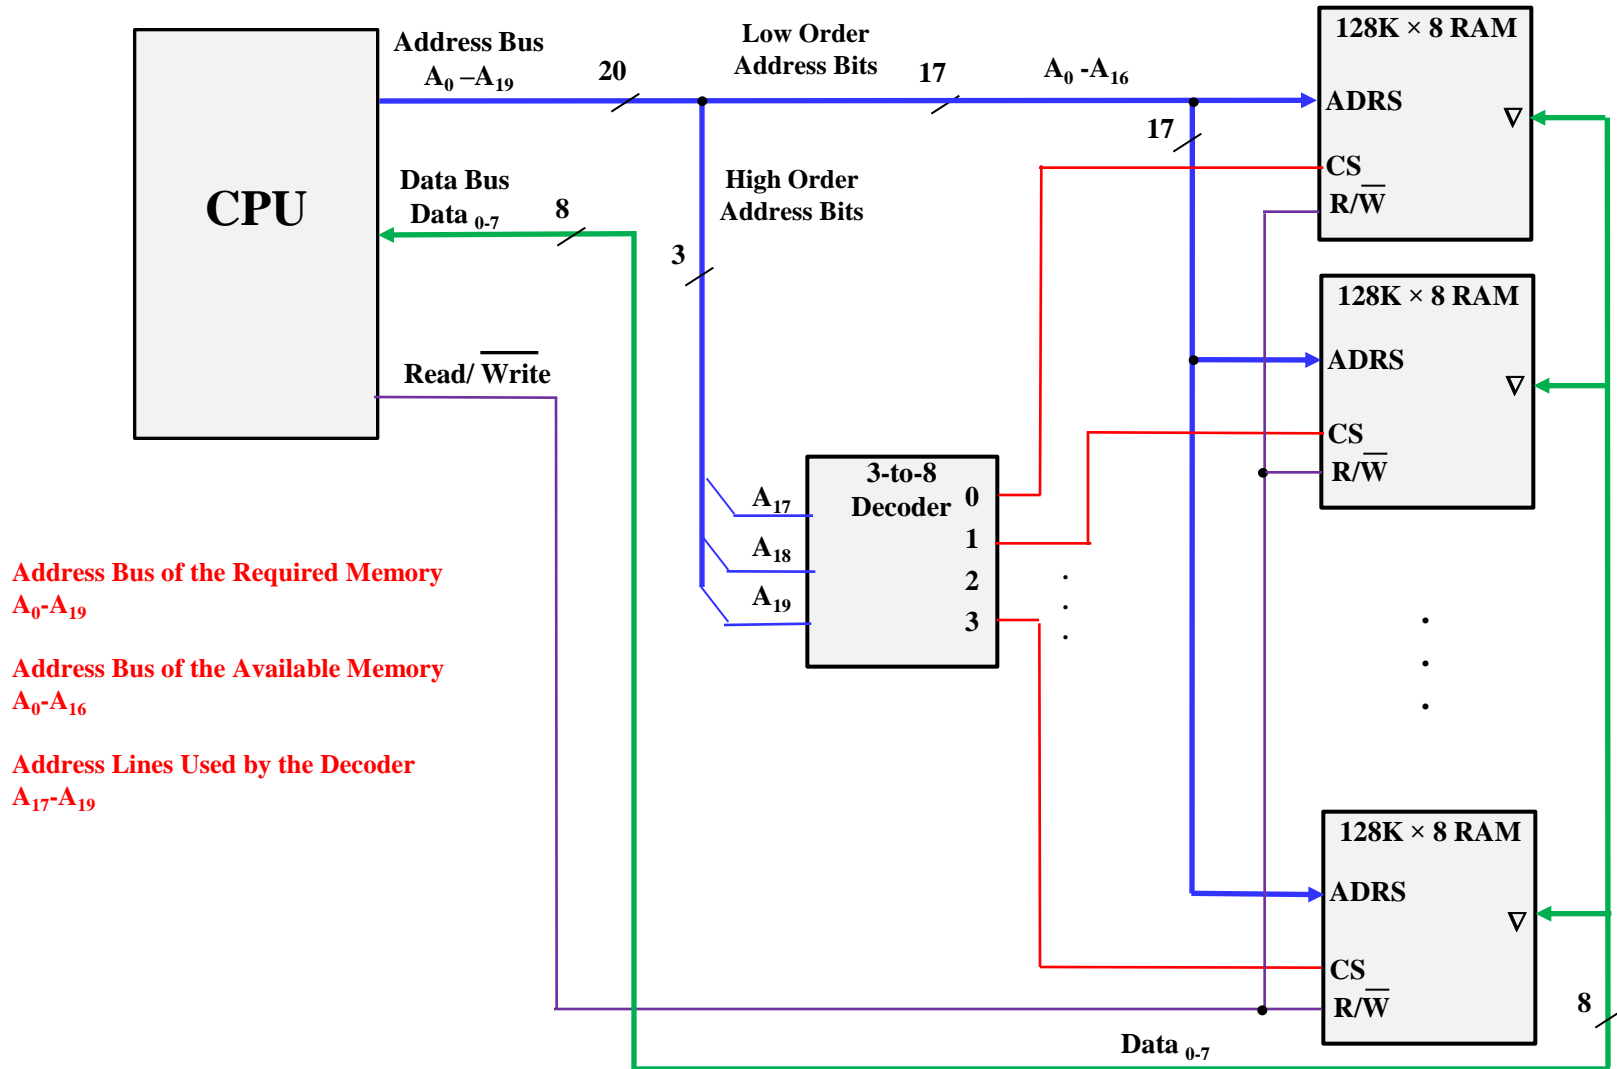 CPU
Address Bus
A₀ –A₁₉
20
Low Order
Address Bits
17
A₀ -A₁₆
17
Data Bus
Data ₀₋₇
8
High Order
Address Bits
3
Read/ W̅r̅i̅t̅e̅
3-to-8
Decoder
A₁₇
A₁₈
A₁₉
0
1
2
3
128K × 8 RAM
ADRS
∇
CS
R/W̅
128K × 8 RAM
ADRS
∇
CS
R/W̅
128K × 8 RAM
ADRS
∇
CS
R/W̅
8
Data ₀₋₇
Address Bus of the Required Memory
A₀-A₁₉
Address Bus of the Available Memory
A₀-A₁₆
Address Lines Used by the Decoder
A₁₇-A₁₉